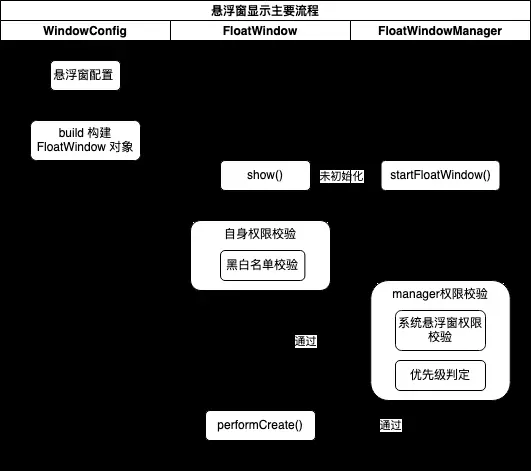 悬浮窗显示主要流程
WindowConfig
FloatWindow
FloatWindowManager
悬浮窗配置
build 构建
FloatWindow 对象
show()
未初始化
startFloatWindow()
自身权限校验
黑白名单校验
manager权限校验
系统悬浮窗权限
校验
通过
优先级判定
performCreate()
通过